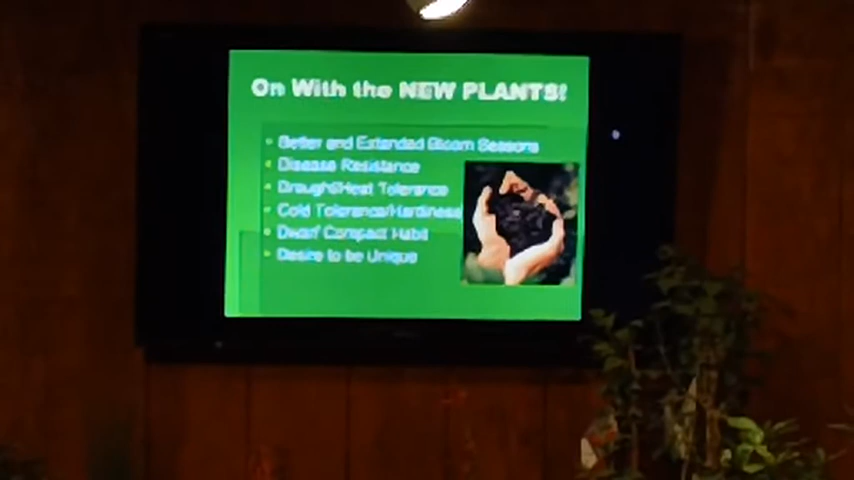 On With the NEW PLANTS!
Better and Extended Bloom Seasons
Disease Resistance
Drought/Heat Tolerance
Cold Tolerance/Hardiness
Dwarf Compact Habit
Desire to be Unique